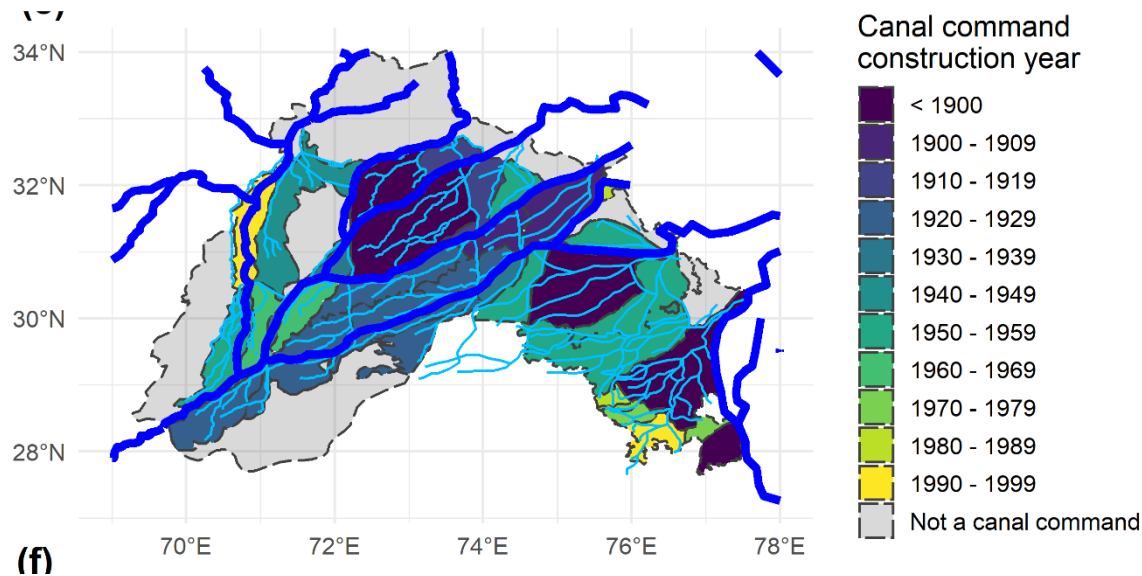 Canal command
construction year
34°N
32°N
30°N
28°N
70°E
72°E
74°E
76°E
78°E
< 1900
1900 - 1909
1910 - 1919
1920 - 1929
1930 - 1939
1940 - 1949
1950 - 1959
1960 - 1969
1970 - 1979
1980 - 1989
1990 - 1999
Not a canal command
(f)